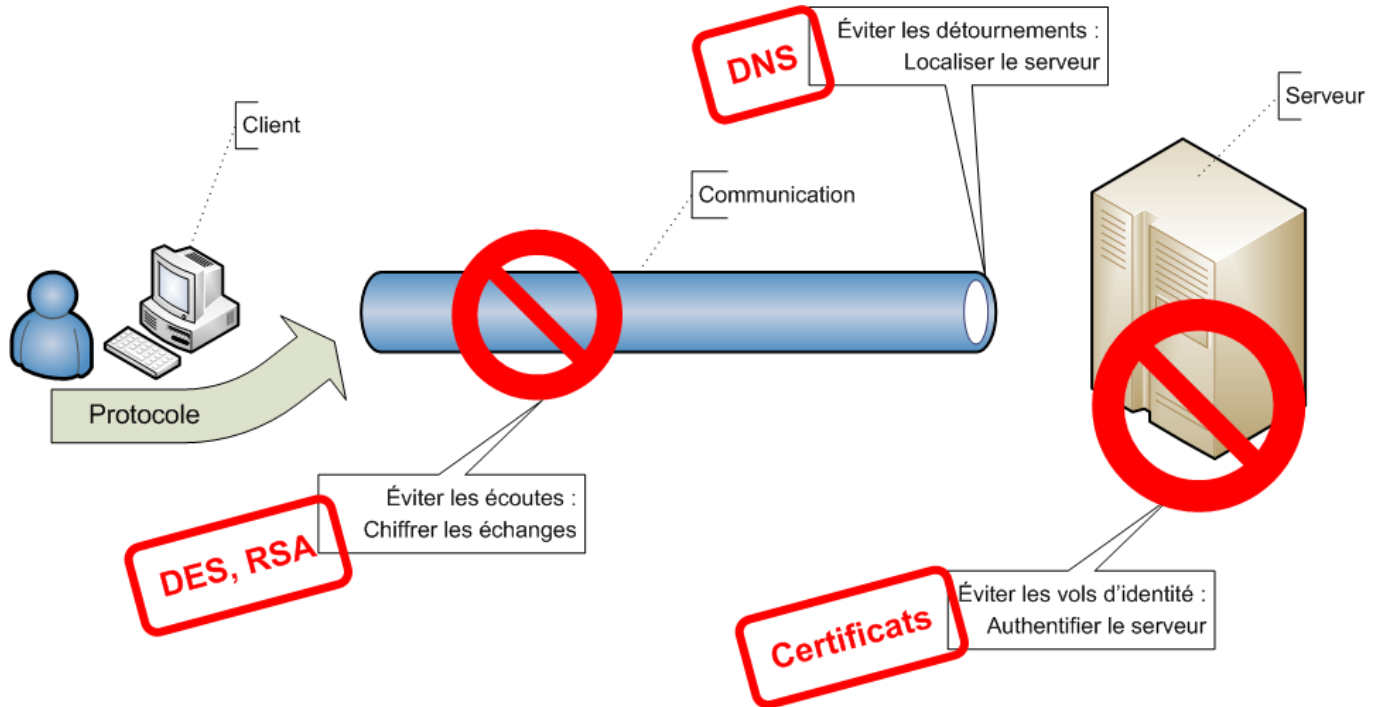 DNS
Éviter les détournements :
Localiser le serveur
Client
Serveur
Communication
Protocole
Éviter les écoutes :
Chiffrer les échanges
DES, RSA
Éviter les vols d'identité :
Authentifier le serveur
Certificats